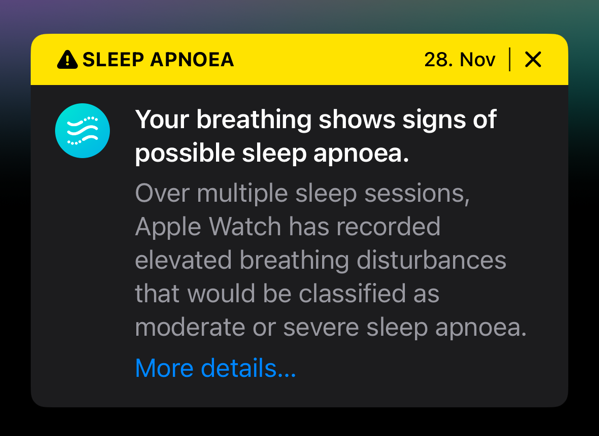 SLEEP APNOEA 28. Nov
Your breathing shows signs of
possible sleep apnoea.
Over multiple sleep sessions,
Apple Watch has recorded
elevated breathing disturbances
that would be classified as
moderate or severe sleep apnoea.
More details...